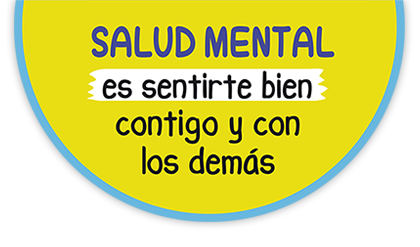 SALUD MENTAL
es sentirte bien
contigo y con
los demás